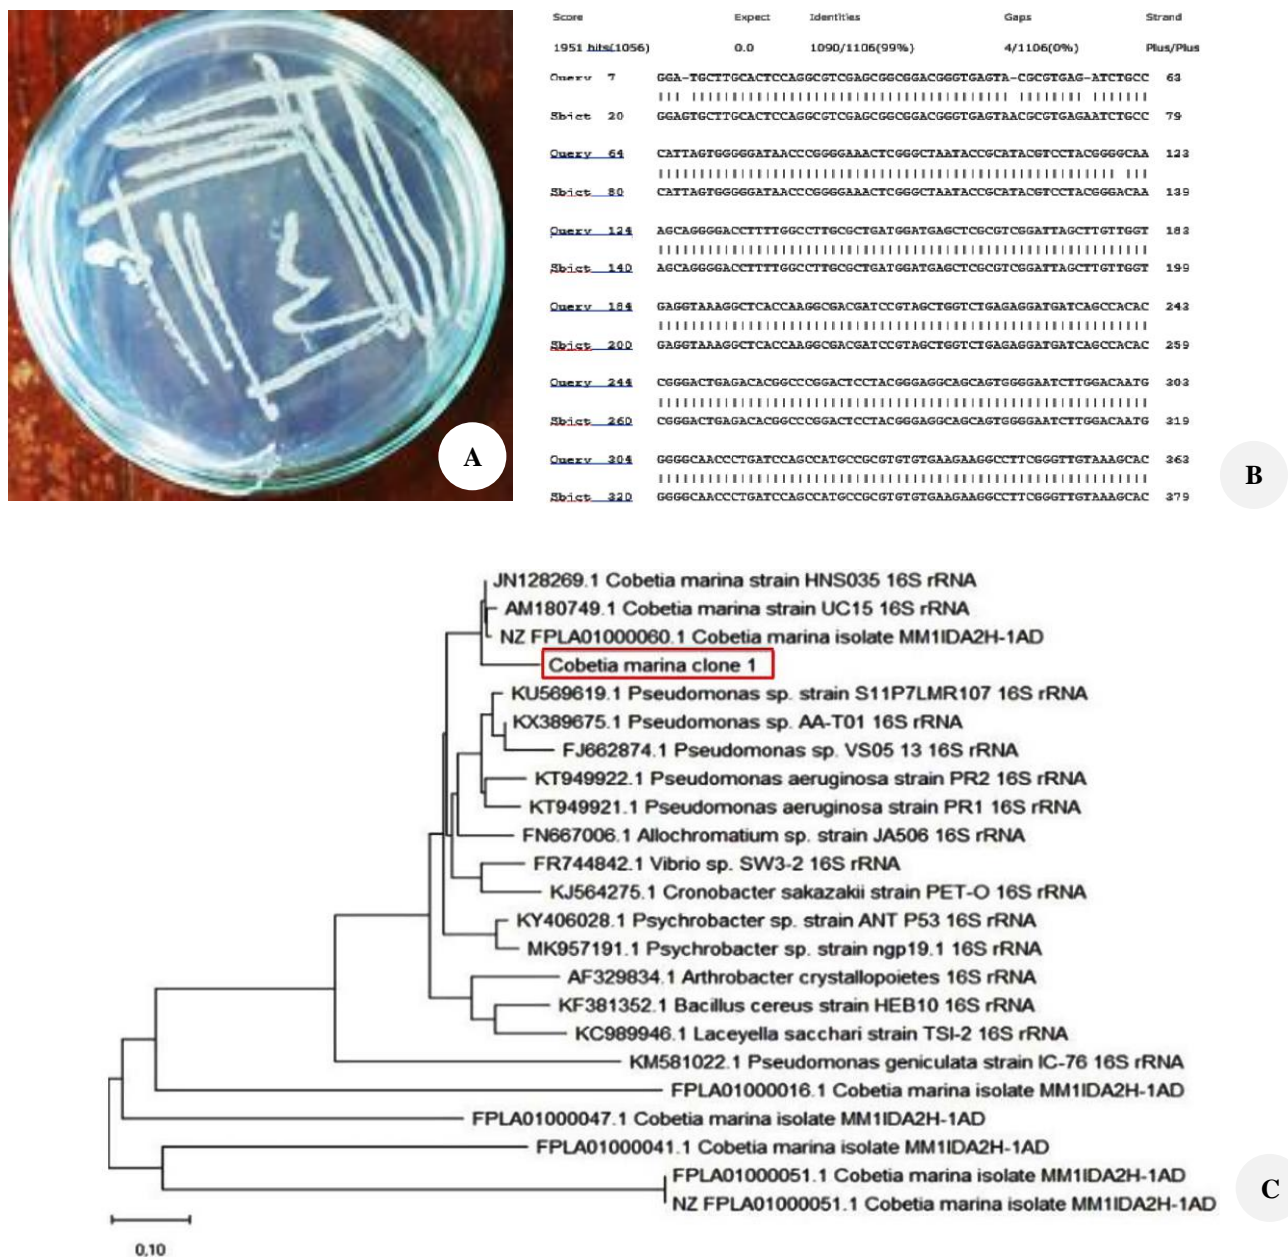 Score Expect Identities Gaps Strand
1951 bits(1056) 0.0 1090/1106(99%) 4/1106(0%) Plus/Plus
Query 7 GGA-TGCTTGCACTCCAGGCGTCGAGCGGCGGACGGGTGAGTA-CGCGTGAG-ATCTGCC 63
Sbjct 20 GGAGTGCTTGCACTCCAGGCGTCGAGCGGCGGACGGGTGAGTAACGCGTGAGAATCTGCC 79
Query 64 CATTAGTGGGGGATAACCCGGGGAAACTCGGGCTAATACCGCATACGTCCTACGGGGCAA 123
Sbjct 80 CATTAGTGGGGGATAACCCGGGGAAACTCGGGCTAATACCGCATACGTCCTACGGGACAA 139
Query 124 AGCAGGGGACCTTTTGGCCTTGCGCTGATGGATGAGCTCGCGTCGGATTAGCTTGTTGGT 183
Sbjct 140 AGCAGGGGACCTTTTGGCCTTGCGCTGATGGATGAGCTCGCGTCGGATTAGCTTGTTGGT 199
Query 184 GAGGTAAAGGCTCACCAAGGCGACGATCCGTAGCTGGTCTGAGAGGATGATCAGCCACAC 243
Sbjct 200 GAGGTAAAGGCTCACCAAGGCGACGATCCGTAGCTGGTCTGAGAGGATGATCAGCCACAC 259
Query 244 CGGGACTGAGACACGGCCCGGACTCCTACGGGAGGCAGCAGTGGGGAATCTTGGACAATG 303
Sbjct 260 CGGGACTGAGACACGGCCCGGACTCCTACGGGAGGCAGCAGTGGGGAATCTTGGACAATG 319
Query 304 GGGGCAACCCTGATCCAGCCATGCCGCGTGTGTGAAGAAGGCCTTCGGGTTGTAAAGCAC 363
Sbjct 320 GGGGCAACCCTGATCCAGCCATGCCGCGTGTGTGAAGAAGGCCTTCGGGTTGTAAAGCAC 379
A
B
JN128269.1 Cobetia marina strain HNS035 16S rRNA
AM180749.1 Cobetia marina strain UC15 16S rRNA
NZ FPLA01000060.1 Cobetia marina isolate MM1IDA2H-1AD
Cobetia marina clone 1
KU569619.1 Pseudomonas sp. strain S11P7LMR107 16S rRNA
KX389675.1 Pseudomonas sp. AA-T01 16S rRNA
FJ662874.1 Pseudomonas sp. VS05 13 16S rRNA
KT949922.1 Pseudomonas aeruginosa strain PR2 16S rRNA
KT949921.1 Pseudomonas aeruginosa strain PR1 16S rRNA
FN667006.1 Allochromatium sp. strain JA506 16S rRNA
FR744842.1 Vibrio sp. SW3-2 16S rRNA
KJ564275.1 Cronobacter sakazakii strain PET-O 16S rRNA
KY406028.1 Psychrobacter sp. strain ANT P53 16S rRNA
MK957191.1 Psychrobacter sp. strain ngp19.1 16S rRNA
AF329834.1 Arthrobacter crystallopoietes 16S rRNA
KF381352.1 Bacillus cereus strain HEB10 16S rRNA
KC989946.1 Laceyella sacchari strain TSI-2 16S rRNA
KM581022.1 Pseudomonas geniculata strain IC-76 16S rRNA
FPLA01000016.1 Cobetia marina isolate MM1IDA2H-1AD
FPLA01000047.1 Cobetia marina isolate MM1IDA2H-1AD
FPLA01000041.1 Cobetia marina isolate MM1IDA2H-1AD
FPLA01000051.1 Cobetia marina isolate MM1IDA2H-1AD
NZ FPLA01000051.1 Cobetia marina isolate MM1IDA2H-1AD
C
0,10